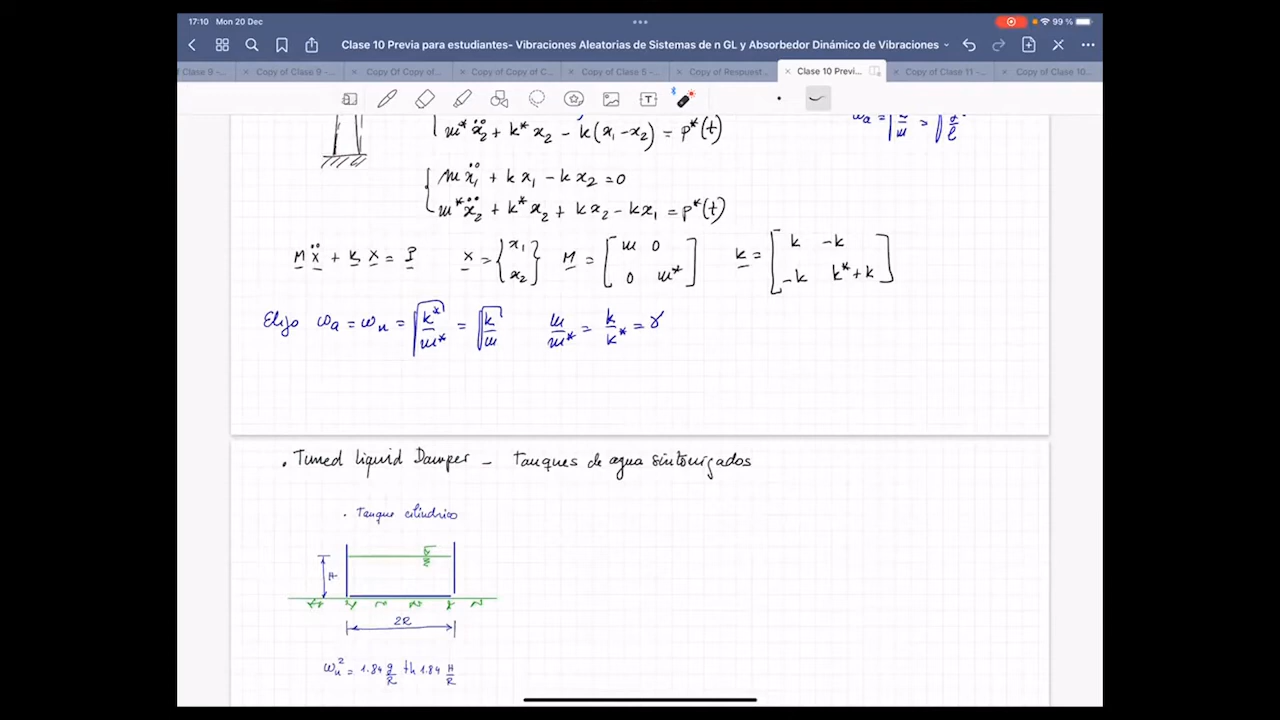 17:10 Mon 20 Dec
99 %
Clase 10 Previa para estudiantes- Vibraciones Aleatorias de Sistemas de n GL y Absorbedor Dinámico de Vibraciones
Clase 9 -... Copy of Clase 9 -... Copy Of Copy of... Copy of Copy of C... Copy of Clase 5 -... Copy of Respuest... Clase 10 Previ... Copy of Clase 11 -... Copy of Clase 10...
m* ẍ₂ + k* x₂ - k(x₁-x₂) = p*(t)
m ẍ₁ + k x₁ - k x₂ = 0
m* ẍ₂ + k* x₂ + k x₂ - k x₁ = p*(t)
M ẍ + k x = P x = { x₁ x₂ } M = [ m 0 0 m* ] k = [ k -k -k k*+k ]
Elijo ωa = ωn = √(k*/m*) = √(k/m) m/m* = k/k* = γ
. Tuned Liquid Damper - Tanques de agua sintonizados
. Tanque cilíndrico
H
2R
ωn² = 1.84 g/R th 1.84 H/R